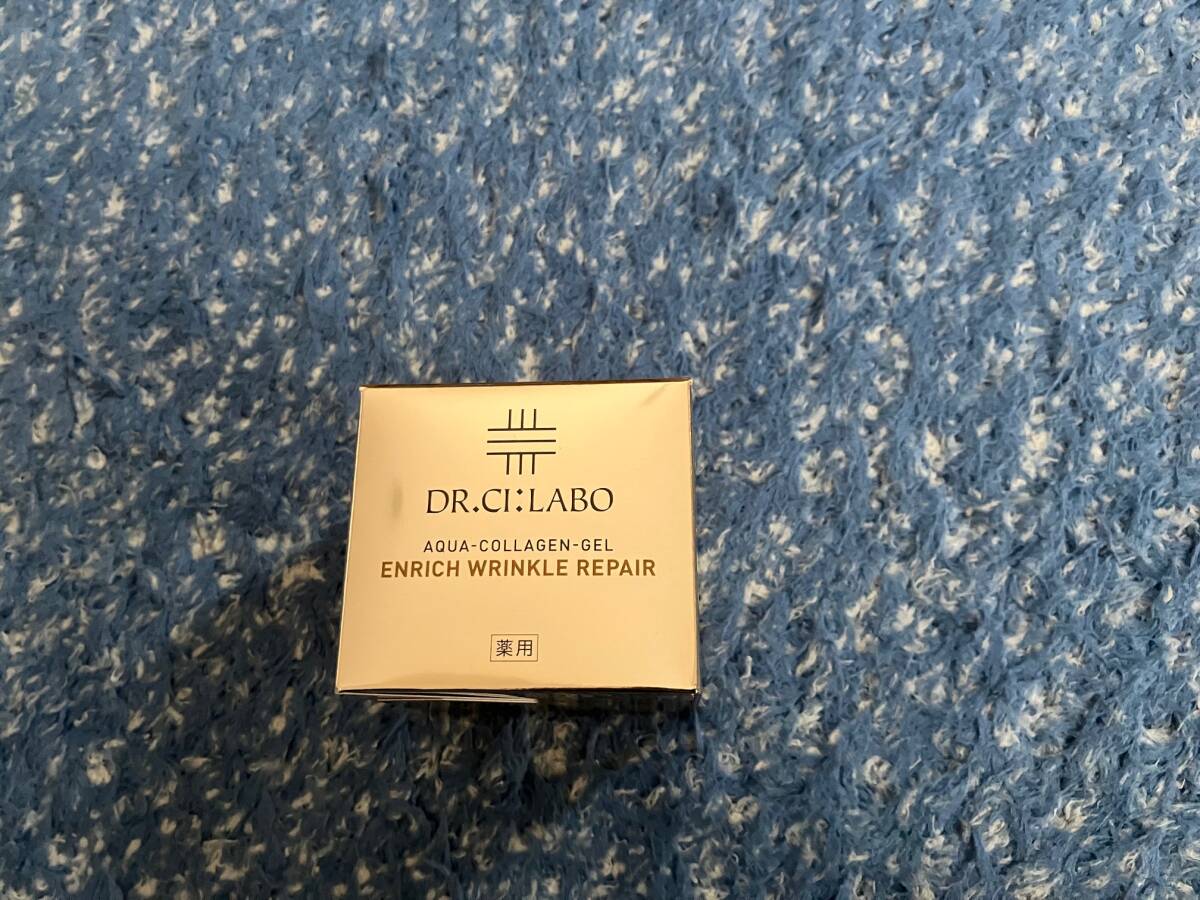 DR.CI:LABO
AQUA-COLLAGEN-GEL
ENRICH WRINKLE REPAIR
薬用